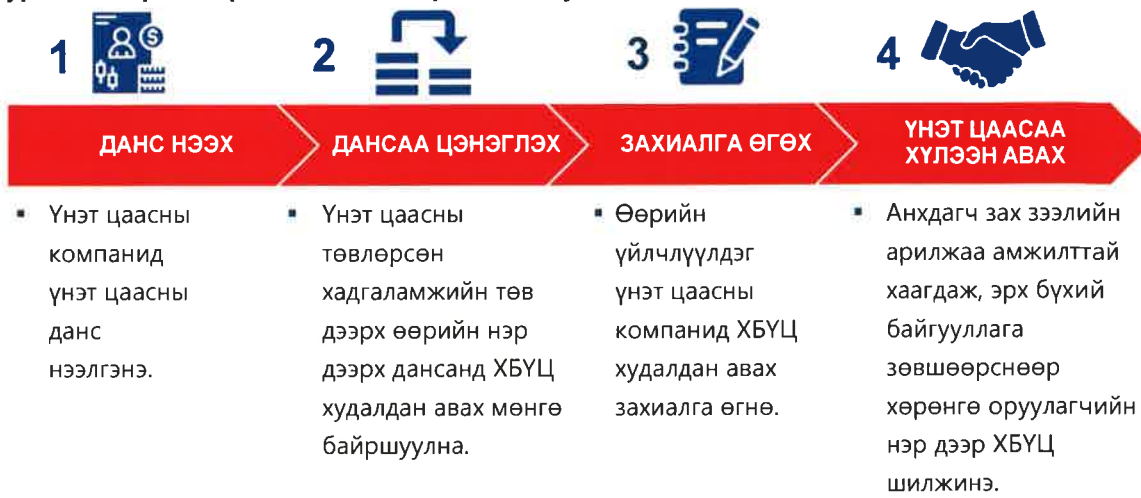 1
2
3
4
ДАНС НЭЭХ
ДАНСАА ЦЭНЭГЛЭХ
ЗАХИАЛГА ӨГӨХ
ҮНЭТ ЦААСАА
ХҮЛЭЭН АВАХ
▪ Үнэт цаасны
компанид
үнэт цаасны
данс
нээлгэнэ.
▪ Үнэт цаасны
төвлөрсөн
хадгаламжийн төв
дээрх өөрийн нэр
дээрх дансанд ХБҮЦ
худалдан авах мөнгө
байршуулна.
▪ Өөрийн
үйлчлүүлдэг
үнэт цаасны
компанид ХБҮЦ
худалдан авах
захиалга өгнө.
▪ Анхдагч зах зээлийн
арилжаа амжилттай
хаагдаж, эрх бүхий
байгууллага
зөвшөөрснөөр
хөрөнгө оруулагчийн
нэр дээр ХБҮЦ
шилжинэ.